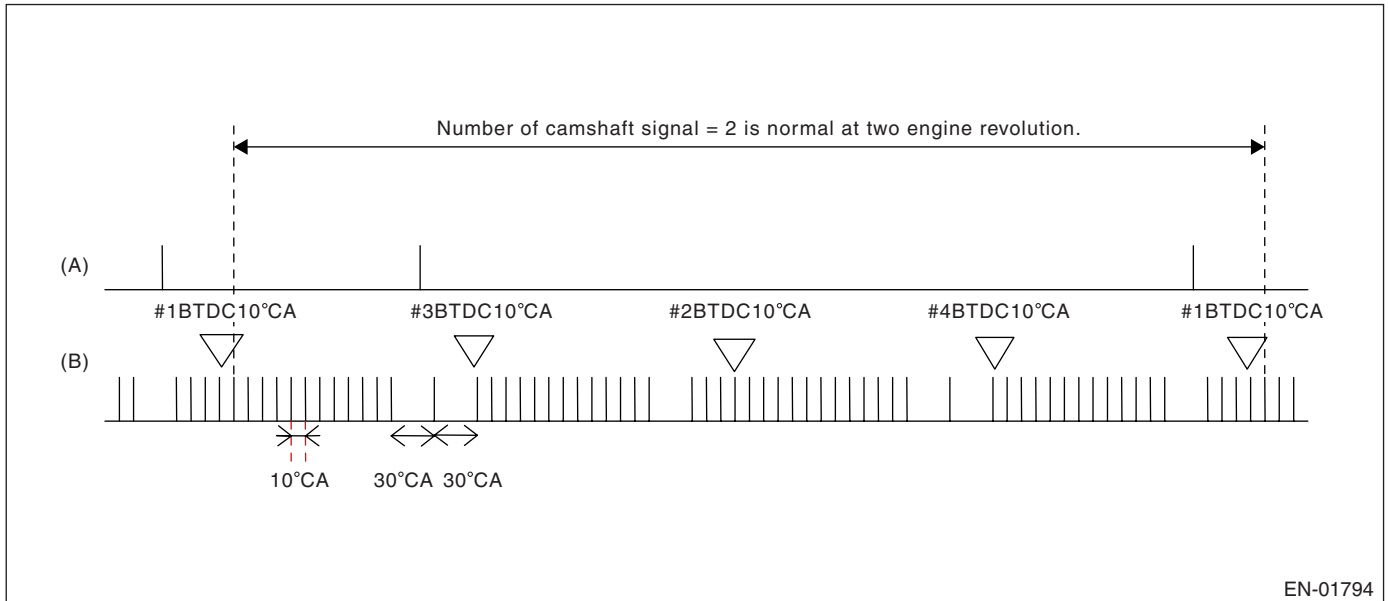 Number of camshaft signal = 2 is normal at two engine revolution.
(A)
#1BTDC10°CA #3BTDC10°CA #2BTDC10°CA #4BTDC10°CA #1BTDC10°CA
(B)
10°CA 30°CA 30°CA
EN-01794